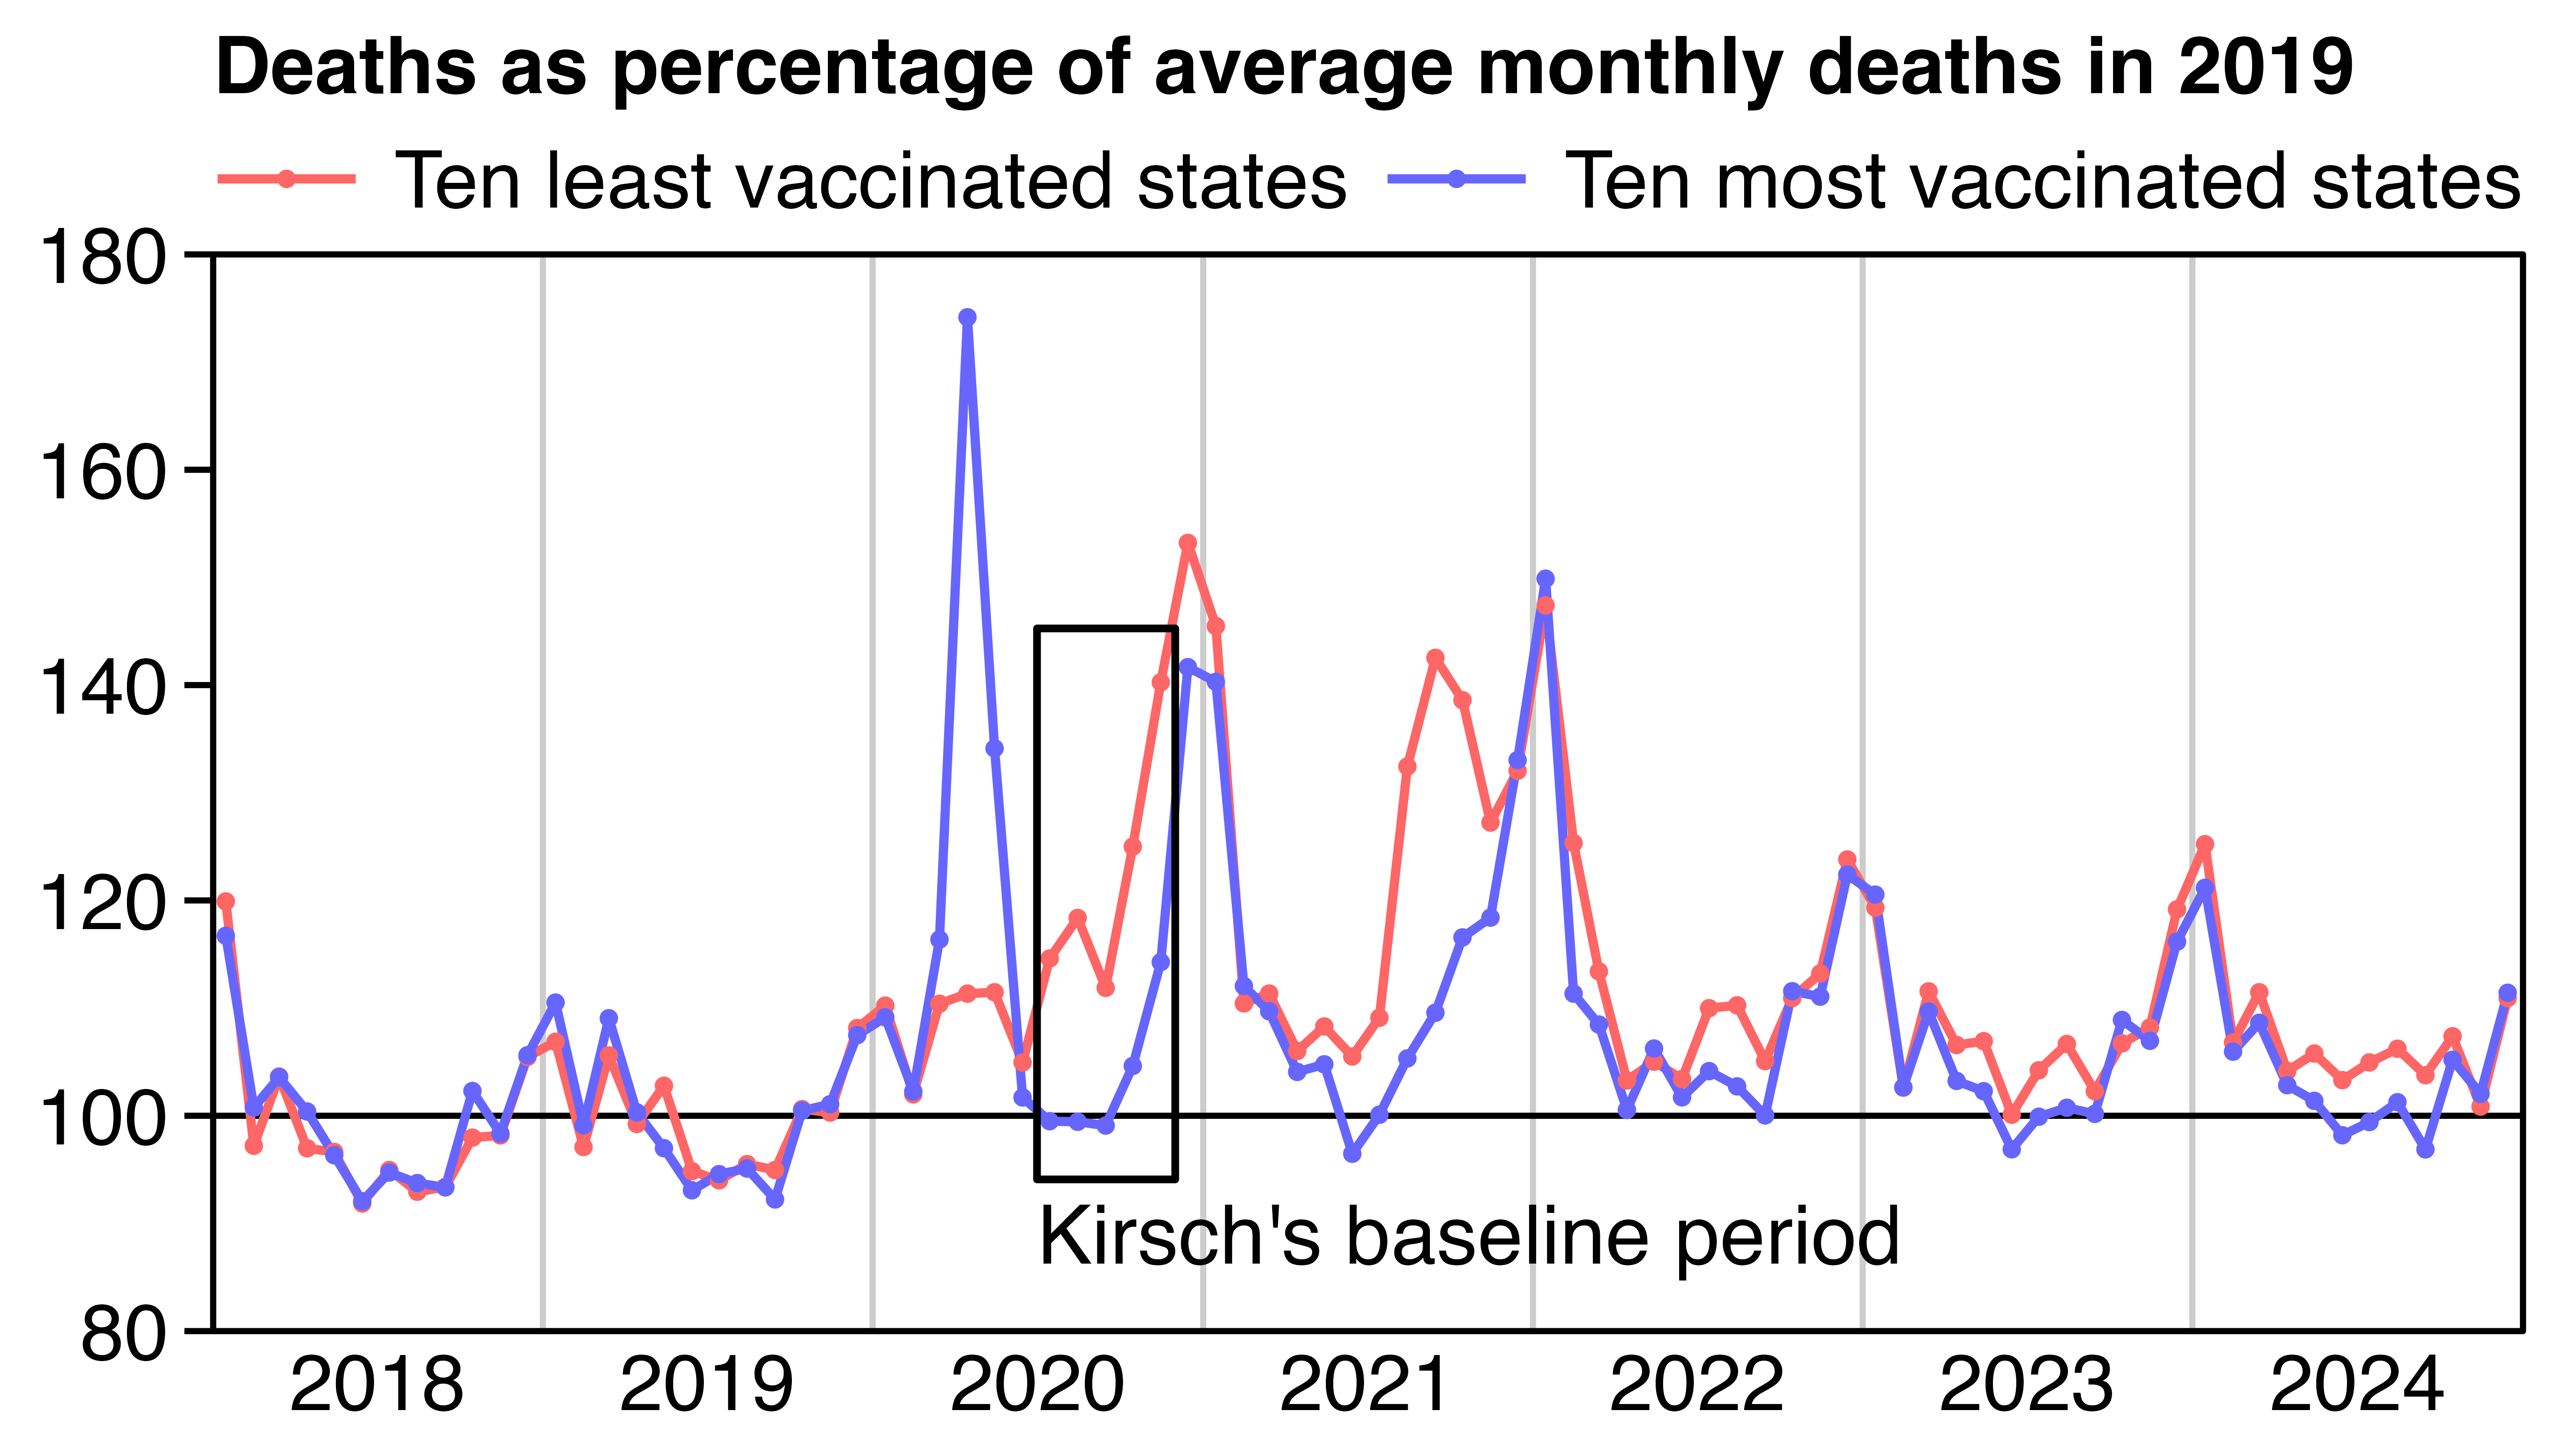 Deaths as percentage of average monthly deaths in 2019
Ten least vaccinated states Ten most vaccinated states
180
160
140
120
100
80
Kirsch's baseline period
2018 2019 2020 2021 2022 2023 2024